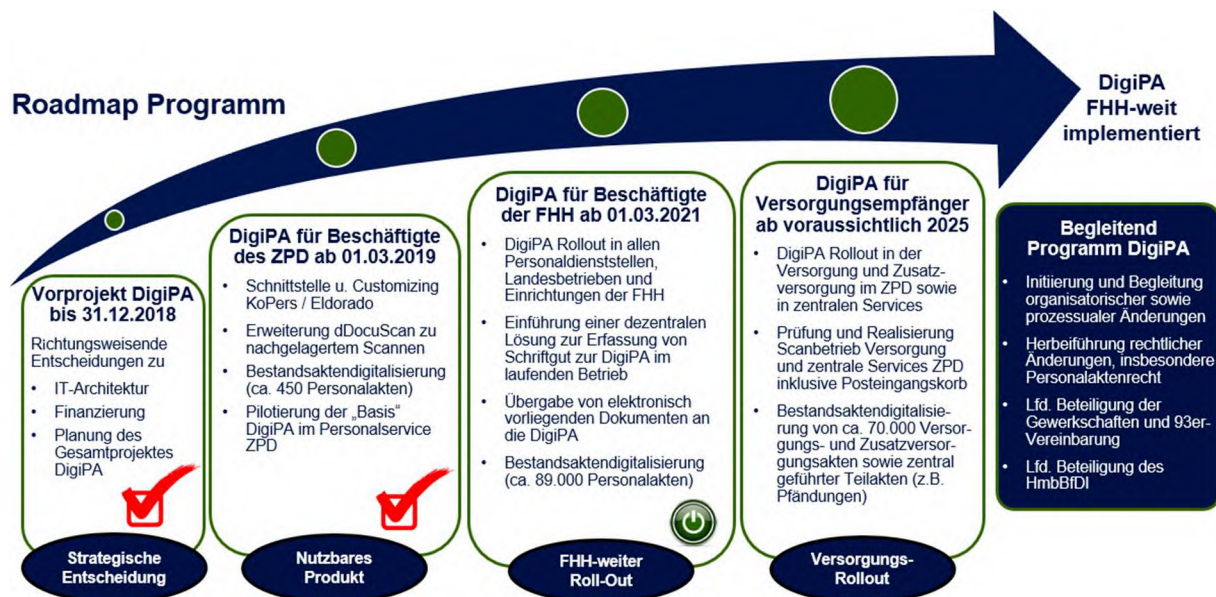 Roadmap Programm
DigiPA
FHH-weit
implementiert
Vorprojekt DigiPA
bis 31.12.2018
Richtungsweisende
Entscheidungen zu
• IT-Architektur
• Finanzierung
• Planung des
Gesamtprojektes
DigiPA
Strategische
Entscheidung
DigiPA für Beschäftigte
des ZPD ab 01.03.2019
• Schnittstelle u. Customizing
KoPers / Eldorado
• Erweiterung dDocuScan zu
nachgelagertem Scannen
• Bestandsaktendigitalisierung
(ca. 450 Personalakten)
• Pilotierung der „Basis“
DigiPA im Personalservice
ZPD
Nutzbares
Produkt
DigiPA für Beschäftigte
der FHH ab 01.03.2021
• DigiPA Rollout in allen
Personaldienststellen,
Landesbetrieben und
Einrichtungen der FHH
• Einführung einer dezentralen
Lösung zur Erfassung von
Schriftgut zur DigiPA im
laufenden Betrieb
• Übergabe von elektronisch
vorliegenden Dokumenten an
die DigiPA
• Bestandsaktendigitalisierung
(ca. 89.000 Personalakten)
FHH-weiter
Roll-Out
DigiPA für
Versorgungsempfänger
ab voraussichtlich 2025
• DigiPA Rollout in der
Versorgung und Zusatz-
versorgung im ZPD sowie
in zentralen Services
• Prüfung und Realisierung
Scanbetrieb Versorgung
und zentrale Services ZPD
inklusive Posteingangskorb
• Bestandsaktendigitalisie-
rung von ca. 70.000 Versor-
gungs- und Zusatzversor-
gungsakten sowie zentral
geführter Teilakten (z.B.
Pfändungen)
Versorgungs-
Rollout
Begleitend
Programm DigiPA
• Initiierung und Begleitung
organisatorischer sowie
prozessualer Änderungen
• Herbeiführung rechtlicher
Änderungen, insbesondere
Personalaktenrecht
• Lfd. Beteiligung der
Gewerkschaften und 93er-
Vereinbarung
• Lfd. Beteiligung des
HmbBfDI